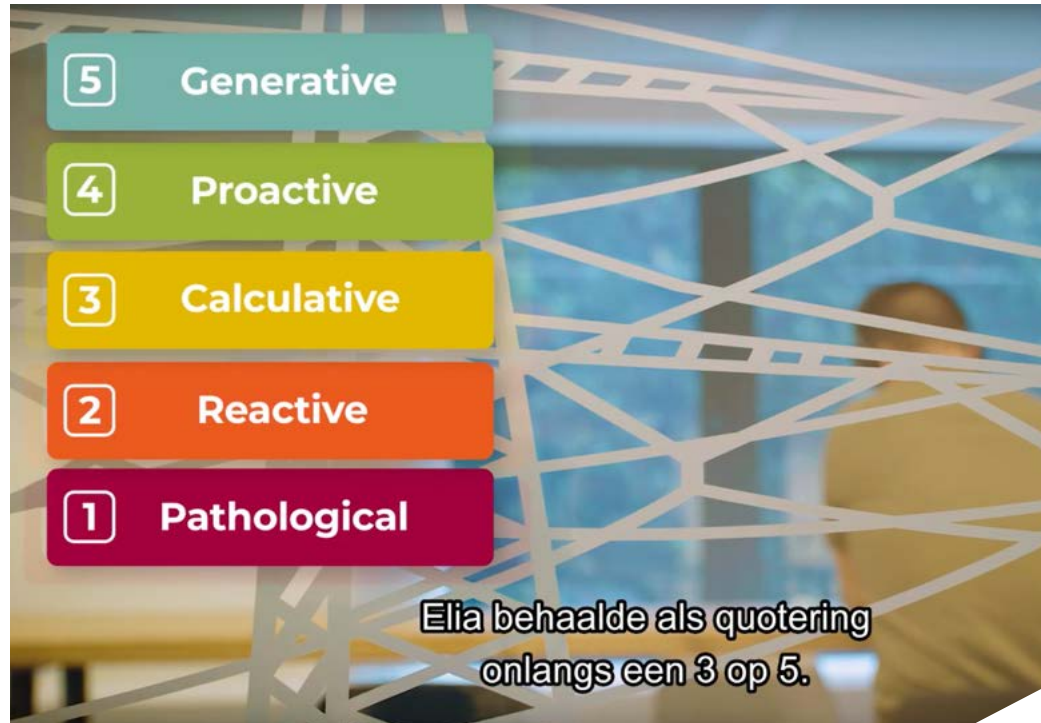 5 Generative
4 Proactive
3 Calculative
2 Reactive
1 Pathological
Elia behaalde als quotering
onlangs een 3 op 5.